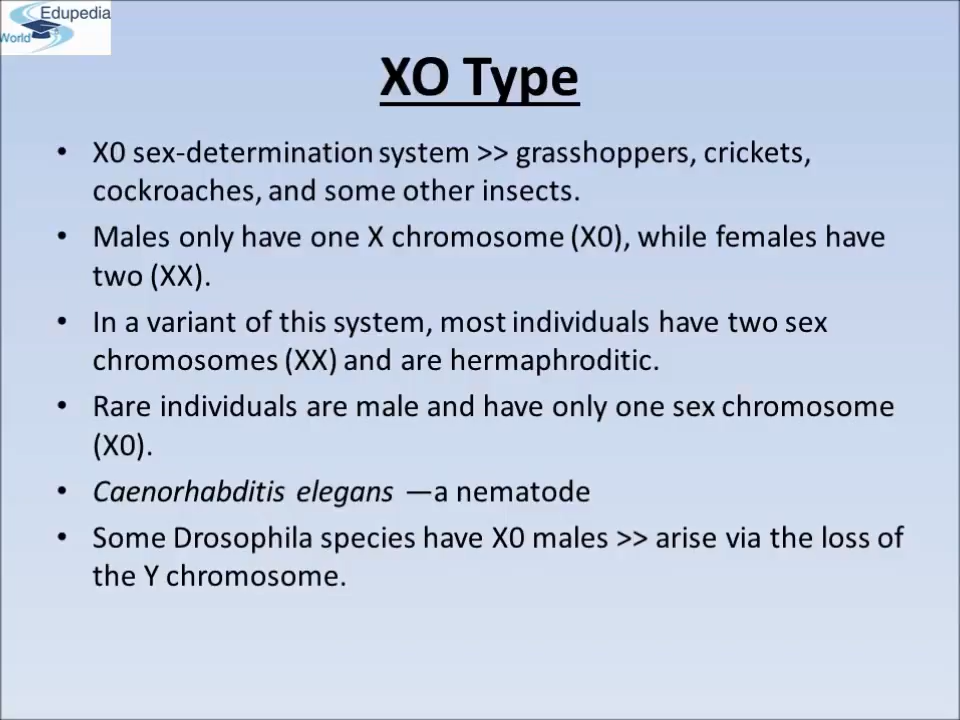 Edupedia
World
XO Type
• X0 sex-determination system >> grasshoppers, crickets,
cockroaches, and some other insects.
• Males only have one X chromosome (X0), while females have
two (XX).
• In a variant of this system, most individuals have two sex
chromosomes (XX) and are hermaphroditic.
• Rare individuals are male and have only one sex chromosome
(X0).
• Caenorhabditis elegans —a nematode
• Some Drosophila species have X0 males >> arise via the loss of
the Y chromosome.